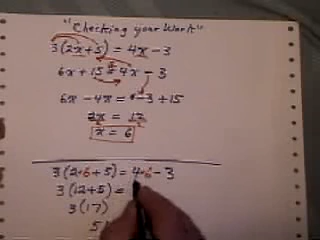 "Checking your Work"
3(2x+5) = 4x - 3
6x + 15 = 4x - 3
6x - 4x = -3 + 15
2x = 12
x = 6
3(2·6+5) = 4·6 - 3
3(12+5) =
3(17)
51